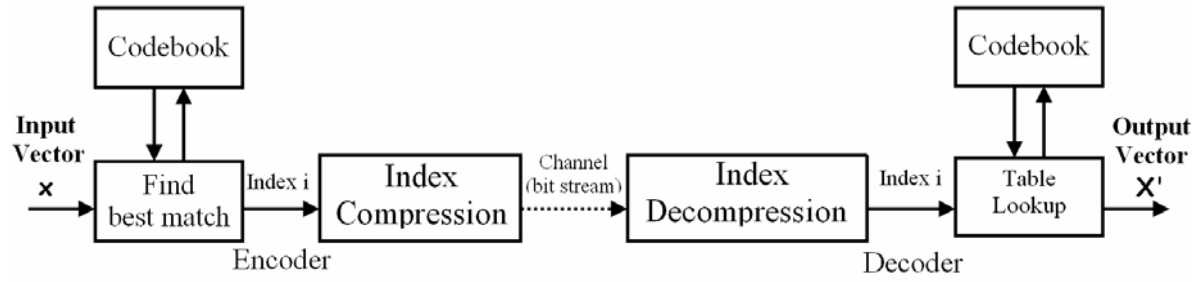 Codebook
Codebook
Input
Vector
x
Find
best match
Index i
Index
Compression
Channel
(bit stream)
Index
Decompression
Index i
Table
Lookup
Output
Vector
X'
Encoder
Decoder